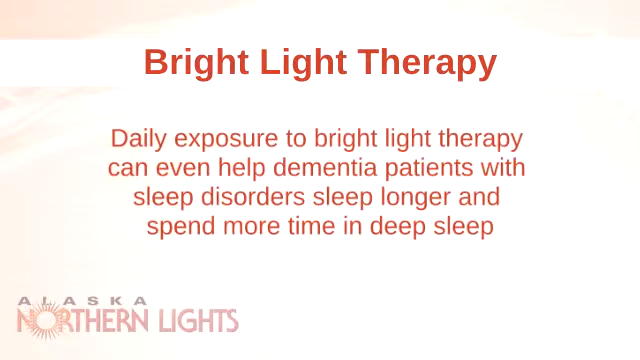 Bright Light Therapy
Daily exposure to bright light therapy
can even help dementia patients with
sleep disorders sleep longer and
spend more time in deep sleep
ALASKA
NORTHERN LIGHTS